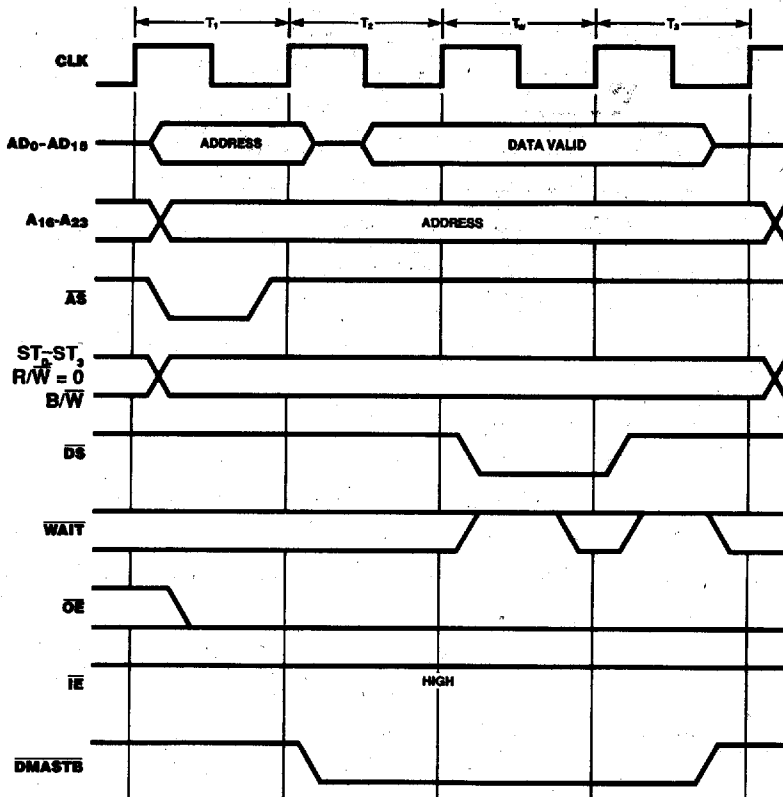 T1 T2 TW T3
CLK
AD0-AD15 ADDRESS DATA VALID
A16-A23 ADDRESS
AS
ST0-ST3
R/W = 0
B/W
DS
WAIT
OE
IE HIGH
DMASTB